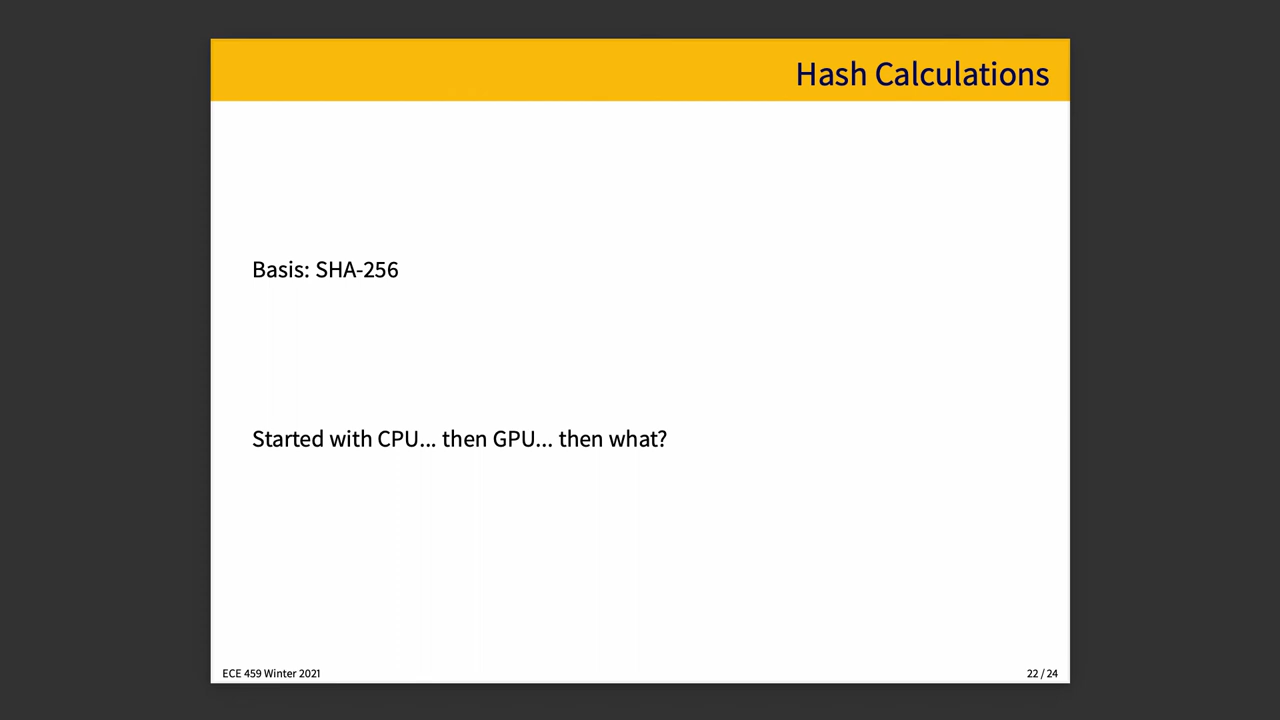 Hash Calculations
Basis: SHA-256
Started with CPU... then GPU... then what?
ECE 459 Winter 2021
22 / 24